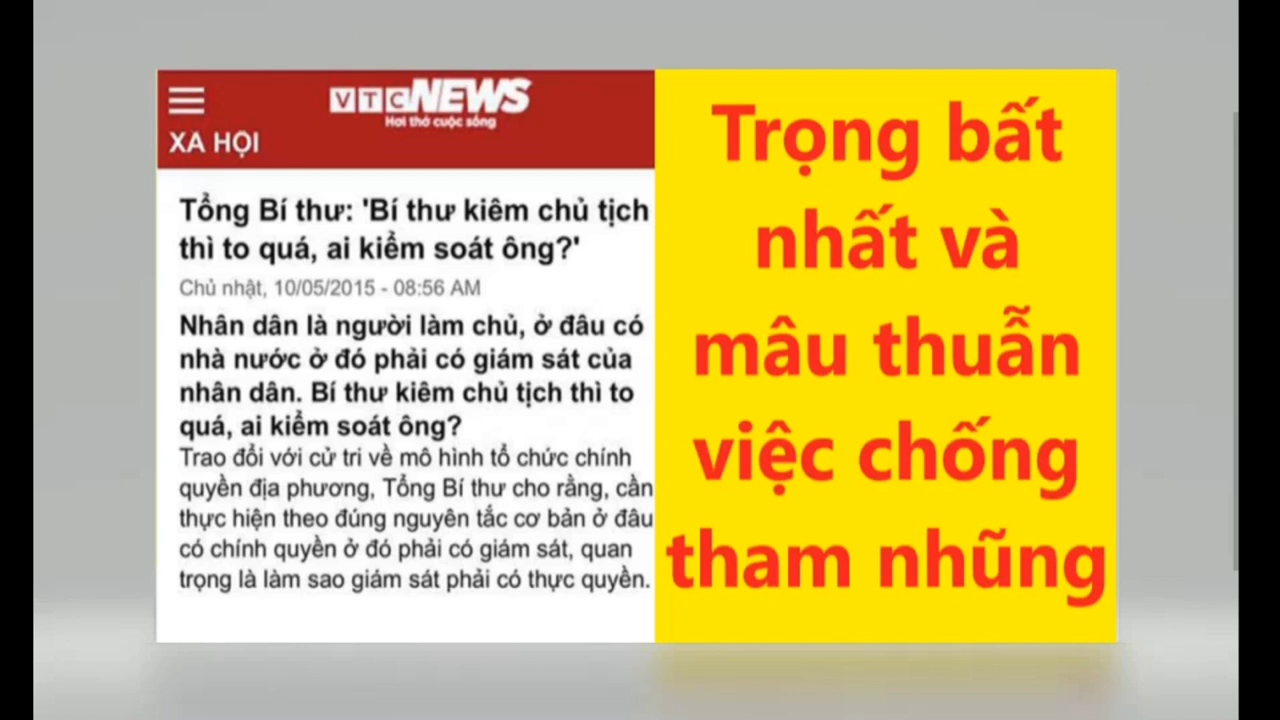 VTC NEWS
Hơi thở cuộc sống
XA HỘI
Tổng Bí thư: 'Bí thư kiêm chủ tịch
thì to quá, ai kiểm soát ông?'
Chủ nhật, 10/05/2015 - 08:56 AM
Nhân dân là người làm chủ, ở đâu có
nhà nước ở đó phải có giám sát của
nhân dân. Bí thư kiêm chủ tịch thì to
quá, ai kiểm soát ông?
Trao đổi với cử tri về mô hình tổ chức chính
quyền địa phương, Tổng Bí thư cho rằng, cần
thực hiện theo đúng nguyên tắc cơ bản ở đâu
có chính quyền ở đó phải có giám sát, quan
trọng là làm sao giám sát phải có thực quyền.
Trọng bất
nhất và
mâu thuẫn
việc chống
tham nhũng